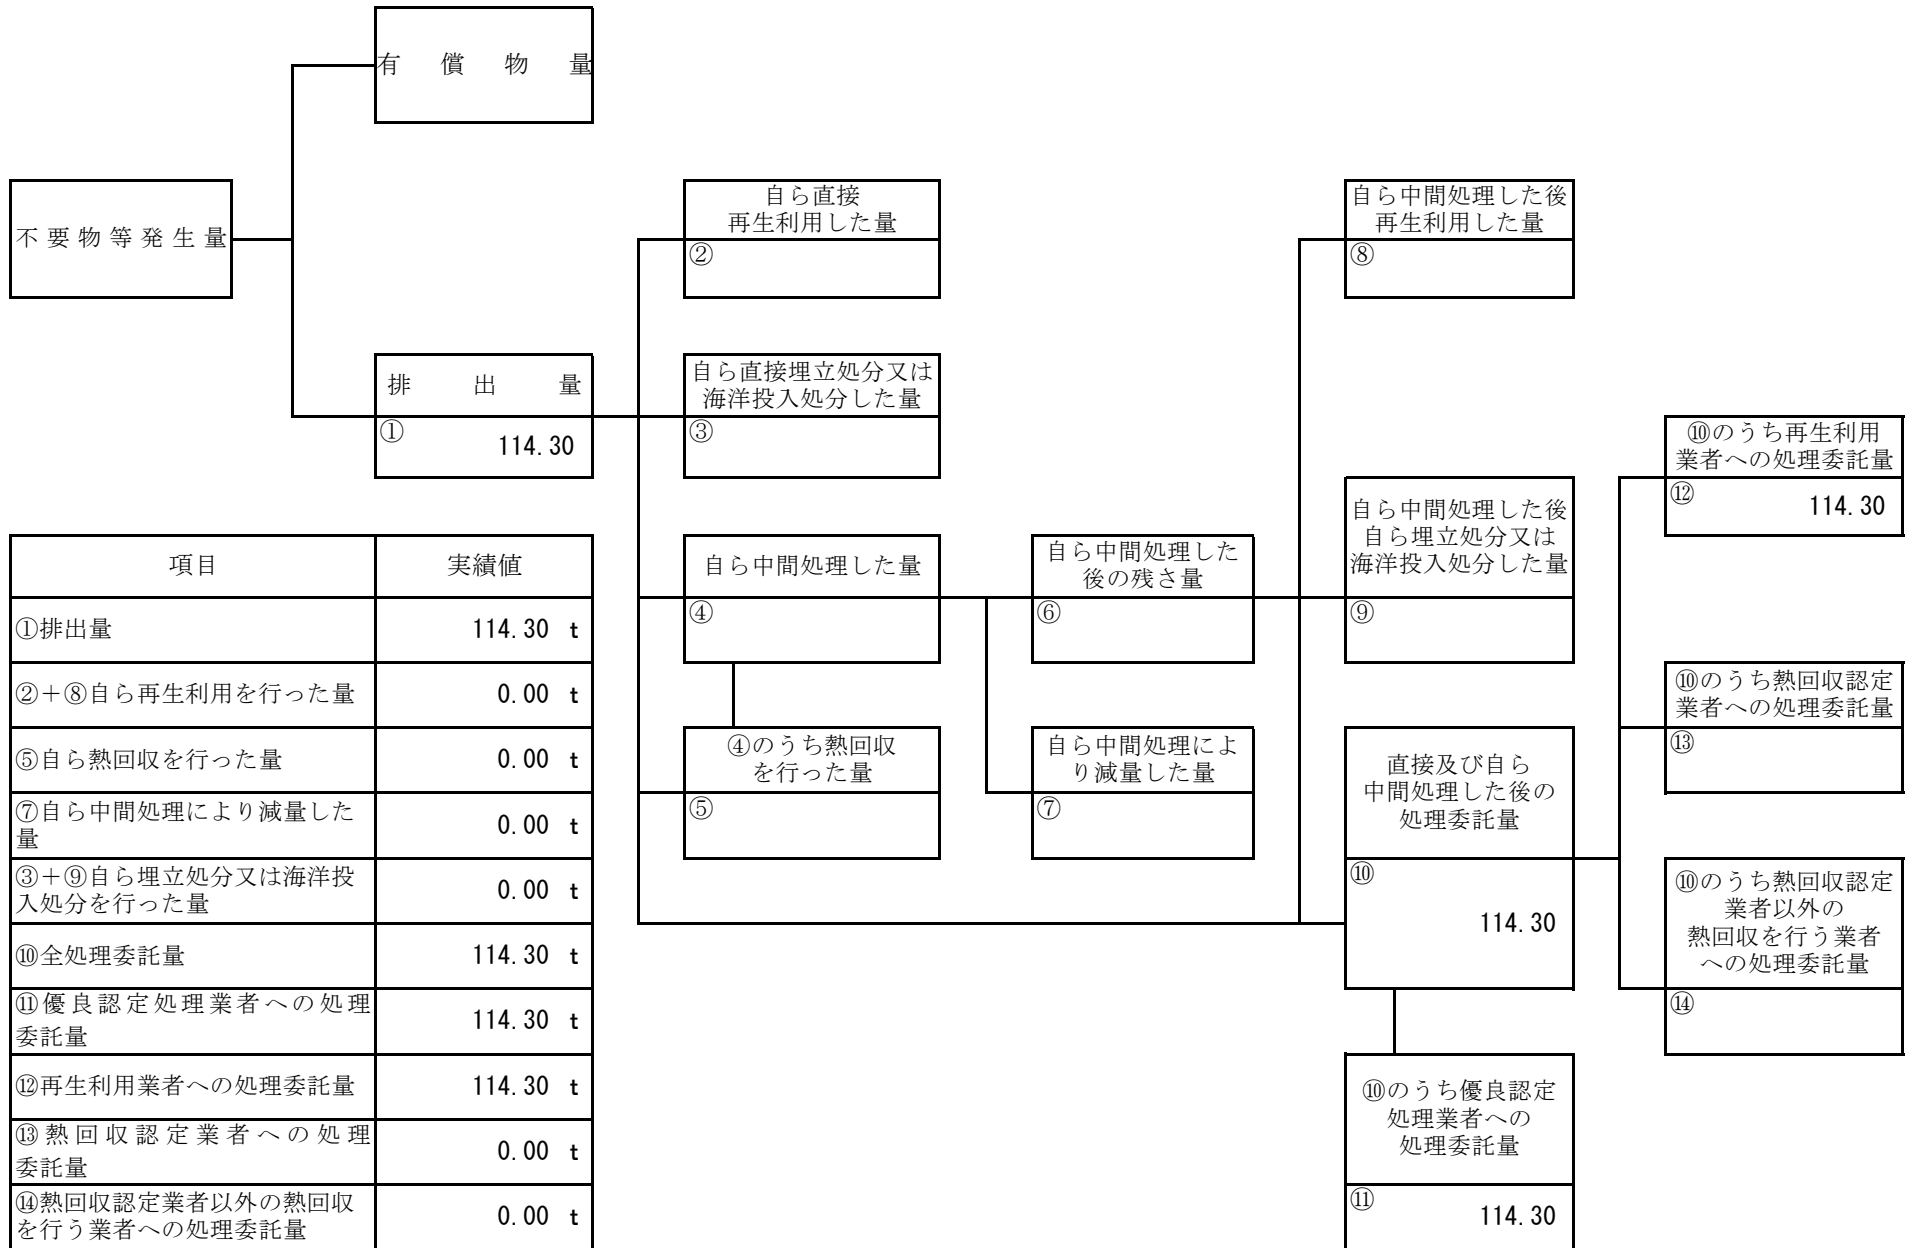 有償物量
不要物等発生量
排出量
① 114.30
自ら直接
再生利用した量
②
自ら直接埋立処分又は
海洋投入処分した量
③
自ら中間処理した量
④
④のうち熱回収
を行った量
⑤
自ら中間処理した
後の残さ量
⑥
自ら中間処理によ
り減量した量
⑦
自ら中間処理した後
再生利用した量
⑧
自ら中間処理した後
自ら埋立処分又は
海洋投入処分した量
⑨
直接及び自ら
中間処理した後の
処理委託量
⑩
114.30
⑩のうち優良認定
処理業者への
処理委託量
⑪
114.30
⑩のうち再生利用
業者への処理委託量
⑫ 114.30
⑩のうち熱回収認定
業者への処理委託量
⑬
⑩のうち熱回収認定
業者以外の
熱回収を行う業者
への処理委託量
⑭
項目 実績値
①排出量 114.30 t
②＋⑧自ら再生利用を行った量 0.00 t
⑤自ら熱回収を行った量 0.00 t
⑦自ら中間処理により減量した
量 0.00 t
③＋⑨自ら埋立処分又は海洋投
入処分を行った量 0.00 t
⑩全処理委託量 114.30 t
⑪優良認定処理業者への処理
委託量 114.30 t
⑫再生利用業者への処理委託量 114.30 t
⑬熱回収認定業者への処理
委託量 0.00 t
⑭熱回収認定業者以外の熱回収
を行う業者への処理委託量 0.00 t